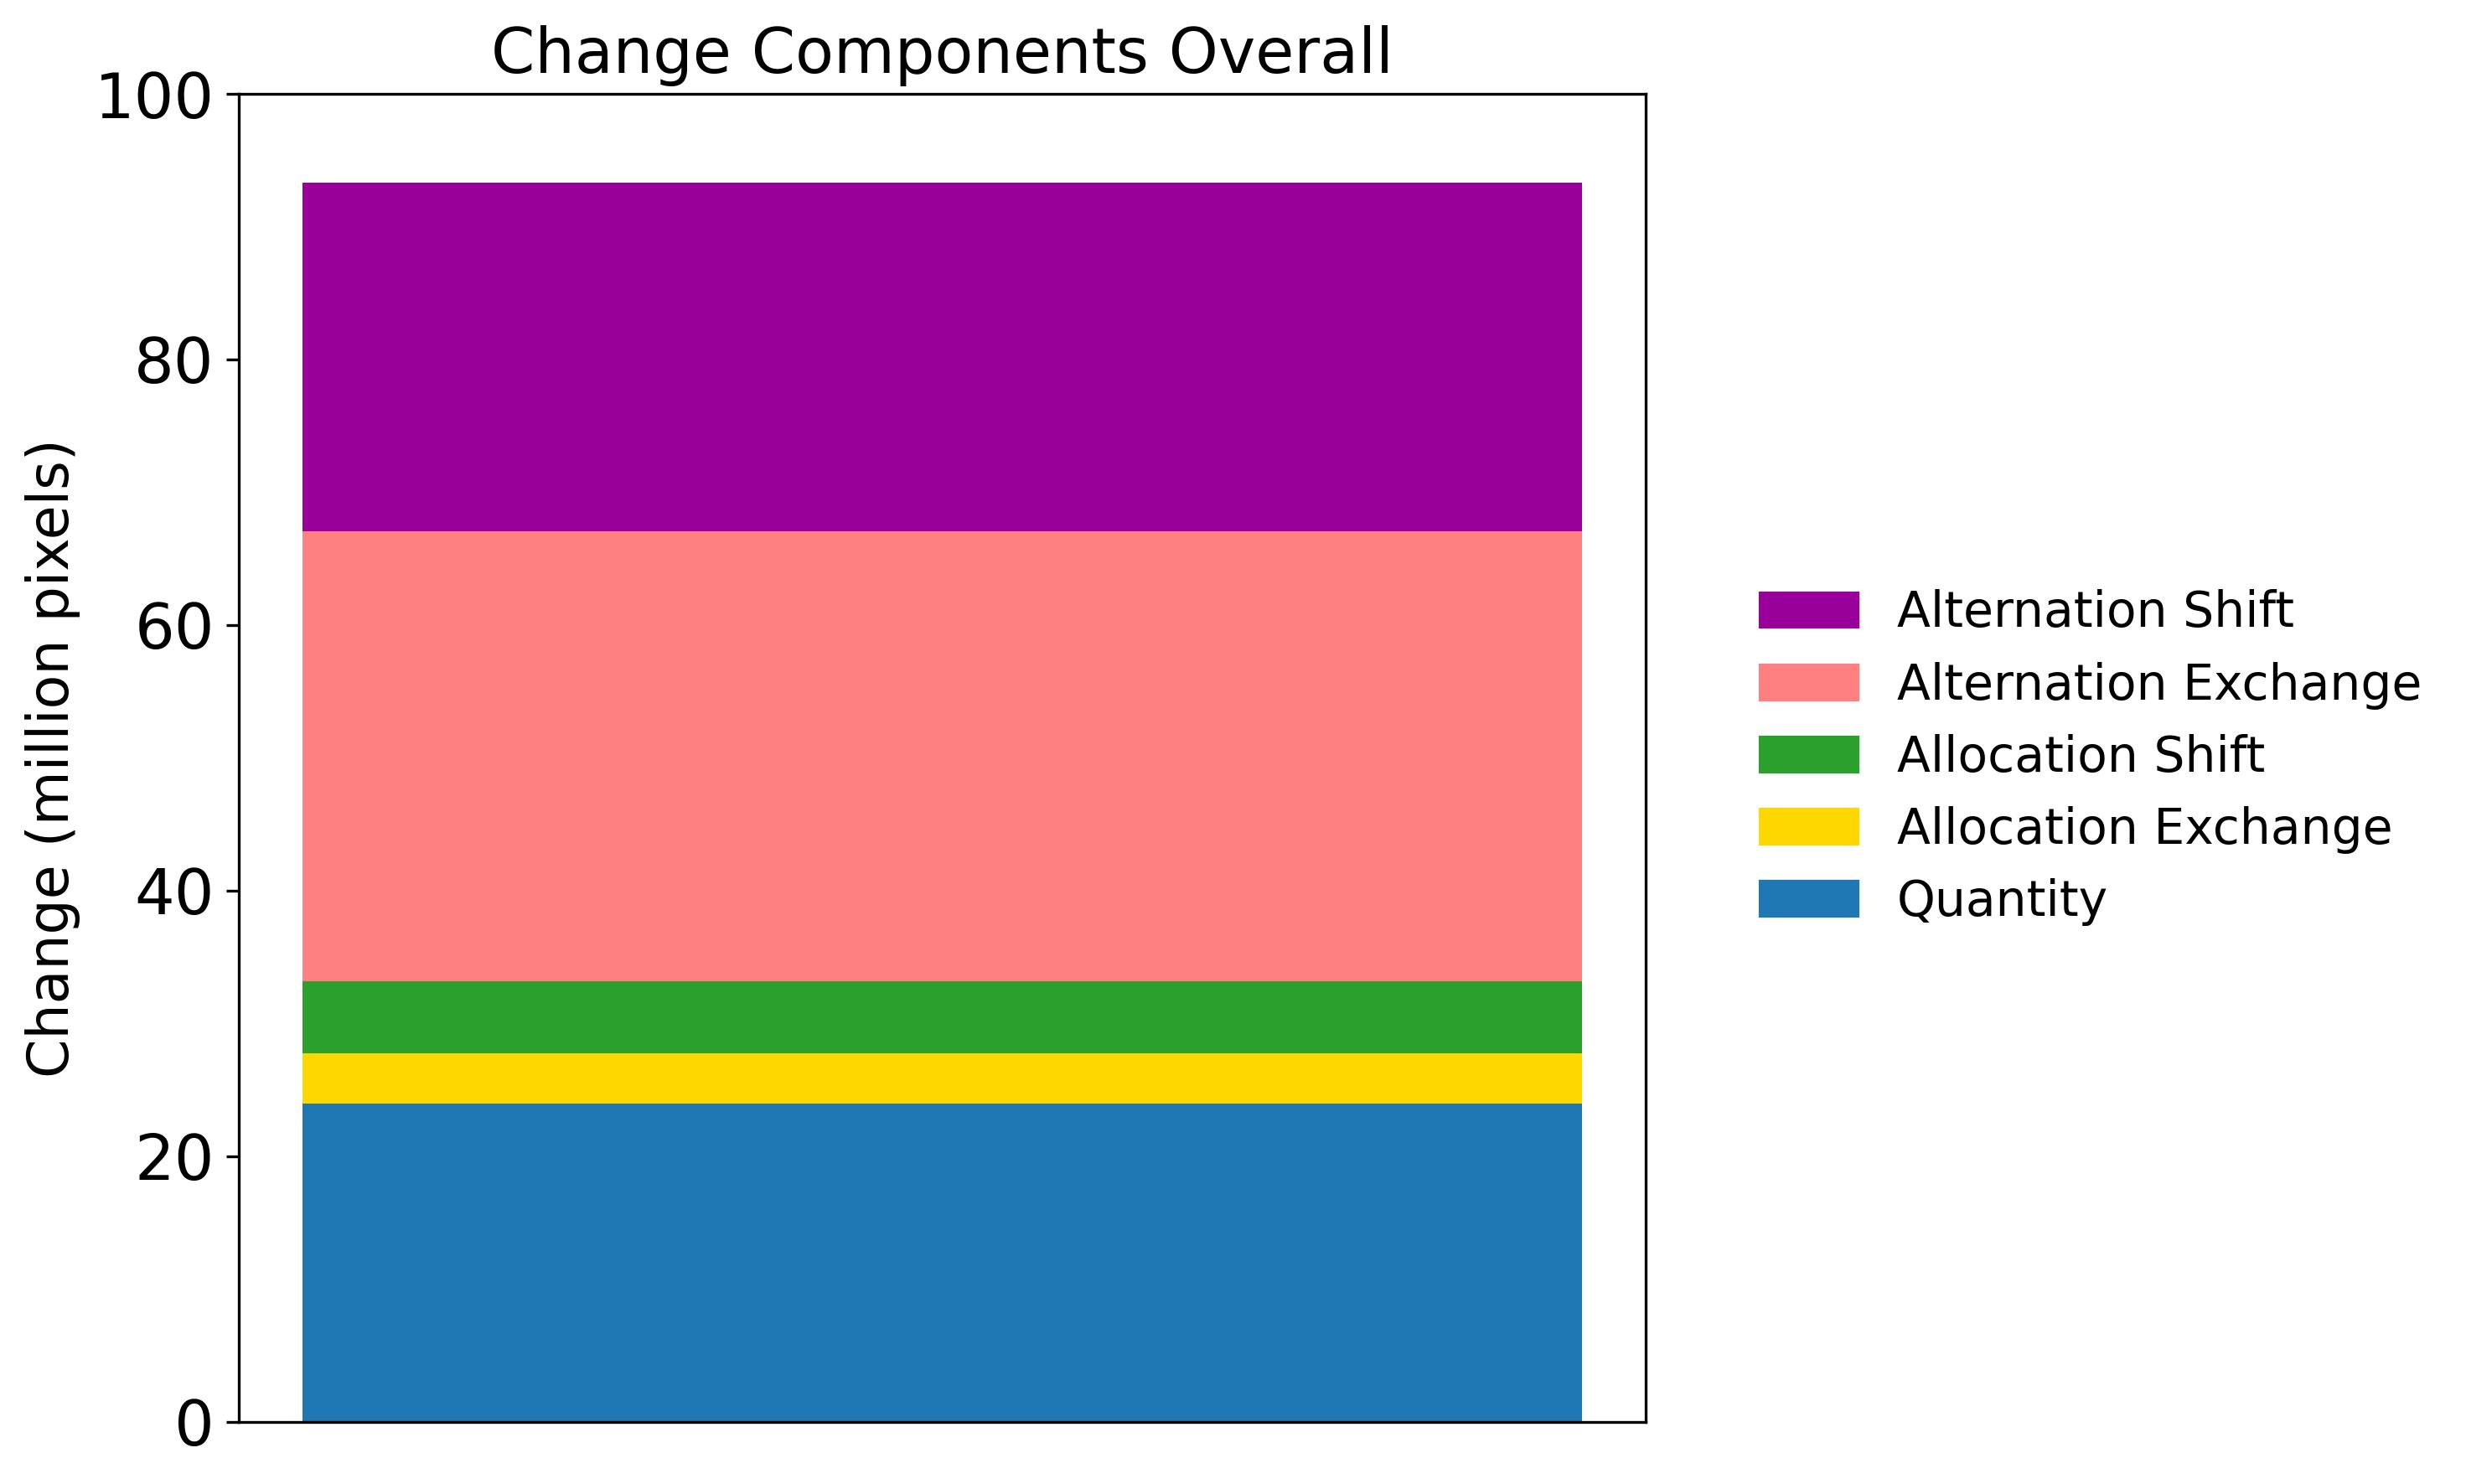 Change Components Overall
Change (million pixels)
100
80
60
40
20
0
Alternation Shift
Alternation Exchange
Allocation Shift
Allocation Exchange
Quantity